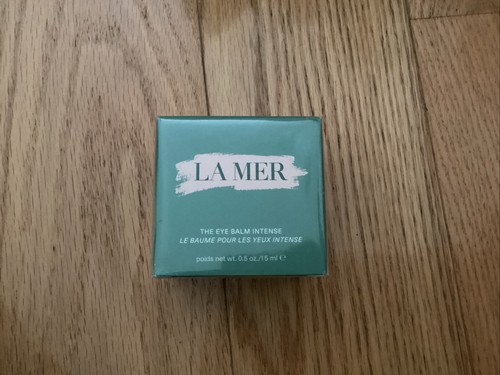 LA MER
THE EYE BALM INTENSE
LE BAUME POUR LES YEUX INTENSE
poids net wt. 0.5 oz./15 ml ℮